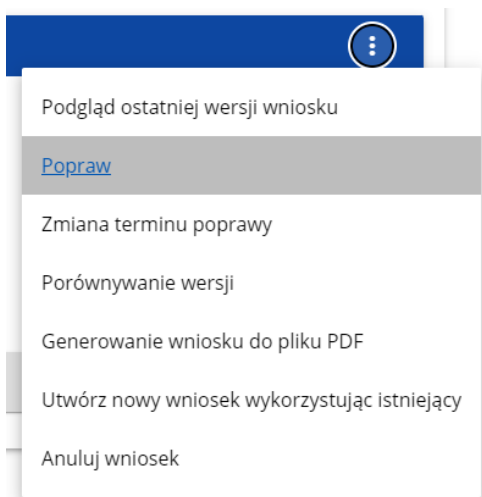 Podgląd ostatniej wersji wniosku
Popraw
Zmiana terminu poprawy
Porównywanie wersji
Generowanie wniosku do pliku PDF
Utwórz nowy wniosek wykorzystując istniejący
Anuluj wniosek